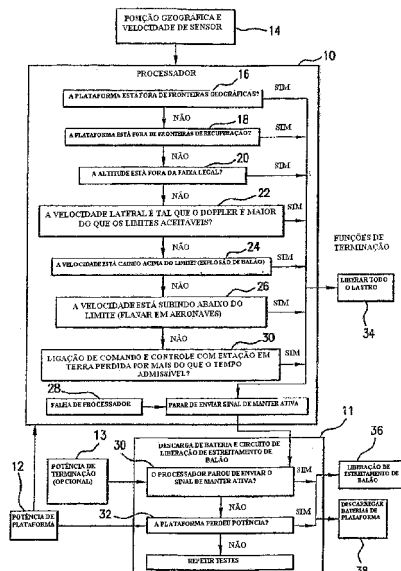 POSIÇÃO GEOGRÁFICA E
VELOCIDADE DE SENSOR
14
10
PROCESSADOR
16
A PLATAFORMA ESTÁ FORA DE FRONTEIRAS GEOGRÁFICAS?
SIM
NÃO
18
A PLATAFORMA ESTÁ FORA DE FRONTEIRAS DE RECUPERAÇÃO?
SIM
NÃO
20
A ALTITUDE ESTÁ FORA DA FAIXA LEGAL?
SIM
NÃO
22
A VELOCIDADE LATERAL É TAL QUE O DOPPLER É MAIOR
DO QUE OS LIMITES ACEITÁVEIS?
SIM
NÃO
24
A VELOCIDADE ESTÁ CAINDO ACIMA DO LIMITE? (EXPLOSÃO DE BALÃO)
SIM
NÃO
26
A VELOCIDADE ESTÁ SUBINDO ABAIXO DO
LIMITE (FLANAR EM AERONAVES)
SIM
NÃO
30
LIGAÇÃO DE COMANDO E CONTROLE COM ESTAÇÃO EM
TERRA PERDIDA POR MAIS DO QUE O TEMPO
ADMISSÍVEL?
SIM
FUNÇÕES DE
TERMINAÇÃO
LIBERAR TODO
O LASTRO
34
28
FALHA DE PROCESSADOR
PARAR DE ENVIAR SINAL DE MANTER ATIVA
11
DESCARGA DE BATERIA E CIRCUITO DE
LIBERAÇÃO DE ESTREITAMENTO DE
BALÃO
13
POTÊNCIA DE
TERMINAÇÃO
(OPCIONAL)
30
O PROCESSADOR PAROU DE ENVIAR O
SINAL DE MANTER ATIVA?
SIM
36
LIBERAÇÃO DE
ESTREITAMENTO DE
BALÃO
NÃO
12
POTÊNCIA DE
PLATAFORMA
32
A PLATAFORMA PERDEU POTÊNCIA?
SIM
DESCARREGAR
BATERIAS DE
PLATAFORMA
38
NÃO
REPETIR TESTES